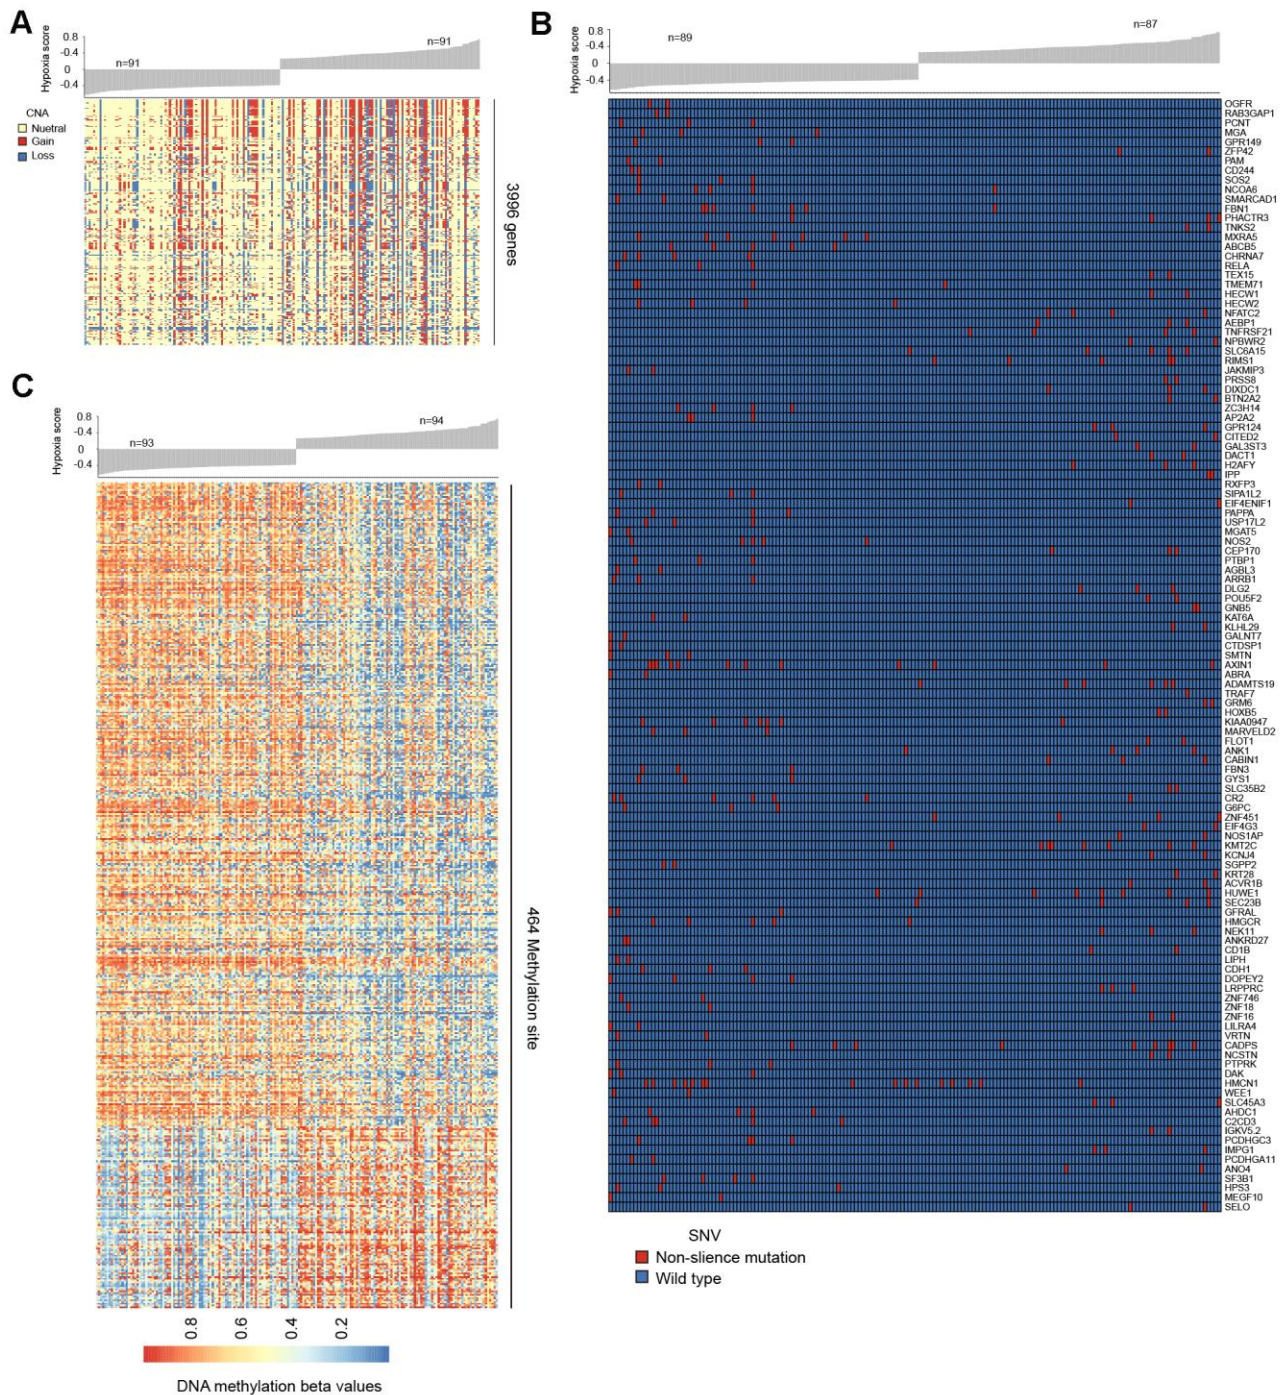 A
Hypoxia score
0.8
-0.4
0
-0.4
n=91
n=91
CNA
Nuetral
Gain
Loss
3996 genes
B
Hypoxia score
0.8
-0.4
0
-0.4
n=89
n=87
OGFR
RAB3GAP1
PCNT
MGA
GPR149
ZFP42
PAM
CD244
SOS2
NCOA6
SMARCAD1
FBN1
PHACTR3
TNKS2
MXRA5
ABCB5
CHRNA7
RELA
TEX15
TMEM71
HECW1
HECW2
NFATC2
AEBP1
TNFRSF21
NPBWR2
SLC6A15
RIMS1
JAKMIP3
PRSS8
DIXDC1
BTN2A2
ZC3H14
AP2A2
GPR124
CITED2
GAL3ST3
DACT1
H2AFY
IPP
RXFP3
SIPA1L2
EIF4ENIF1
PAPPA
USP17L2
MGAT5
NOS2
CEP170
PTBP1
AGBL3
ARRB1
DLG2
POU5F2
GNB5
KAT6A
KLHL29
GALNT7
CTDSP1
SMTN
AXIN1
ABRA
ADAMTS19
TRAF7
GRM6
HOXB5
KIAA0947
MARVELD2
FLOT1
ANK1
CABIN1
FBN3
GYS1
SLC35B2
CR2
G6PC
ZNF451
EIF4G3
NOS1AP
KMT2C
KCNJ4
SGPP2
KRT28
ACVR1B
HUWE1
SEC23B
GFRAL
HMGCR
NEK11
ANKRD27
CD1B
LIPH
CDH1
DOPEY2
LRPPRC
ZNF746
ZNF18
ZNF16
LILRA4
VRTN
CADPS
NCSTN
PTPRK
DAK
HMCN1
WEE1
SLC45A3
AHDC1
C2CD3
IGKV5.2
PCDHGC3
IMPG1
PCDHGA11
ANO4
SF3B1
HPS3
MEGF10
SELO
SNV
Non-slience mutation
Wild type
C
Hypoxia score
0.8
-0.4
0
-0.4
n=93
n=94
464 Methylation site
0.8
0.6
0.4
0.2
DNA methylation beta values